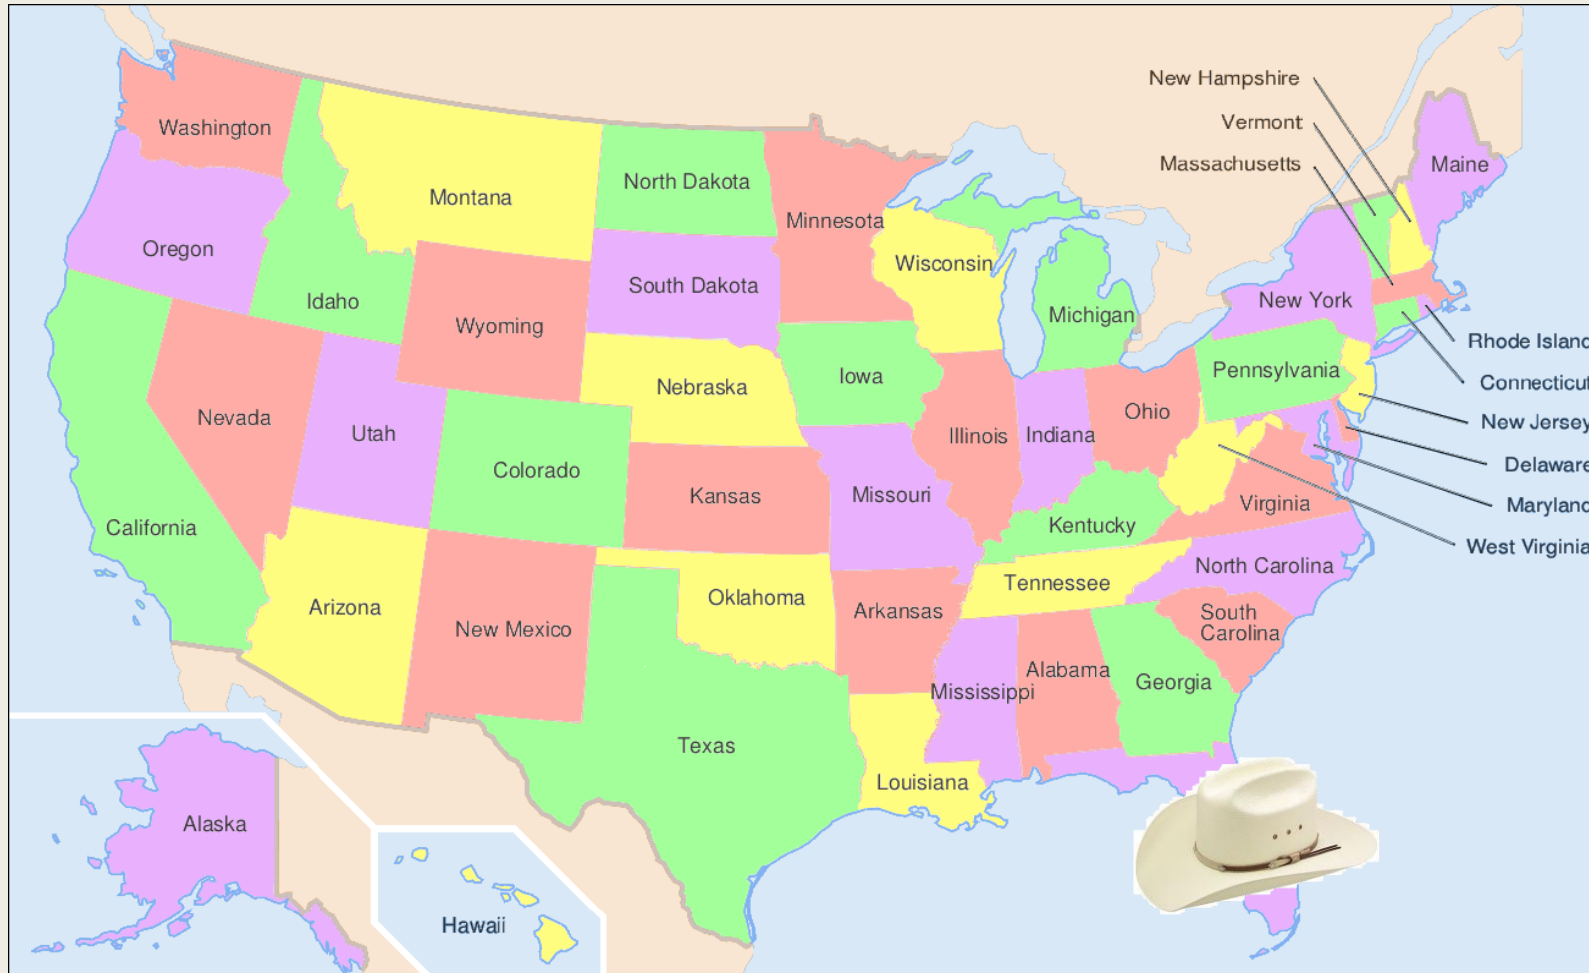 New Hampshire
Vermont
Massachusetts
Washington
Maine
North Dakota
Montana
Minnesota
Oregon
Wisconsin
South Dakota
Idaho
New York
Michigan
Wyoming
Rhode Island
Pennsylvania
Iowa
Connecticut
Nebraska
Ohio
Nevada
New Jersey
Utah
Illinois
Indiana
Colorado
Delaware
Kansas
Missouri
Virginia
Maryland
California
Kentucky
West Virginia
North Carolina
Tennessee
Oklahoma
Arizona
Arkansas
South
Carolina
New Mexico
Alabama
Georgia
Mississippi
Texas
Louisiana
Alaska
Hawaii